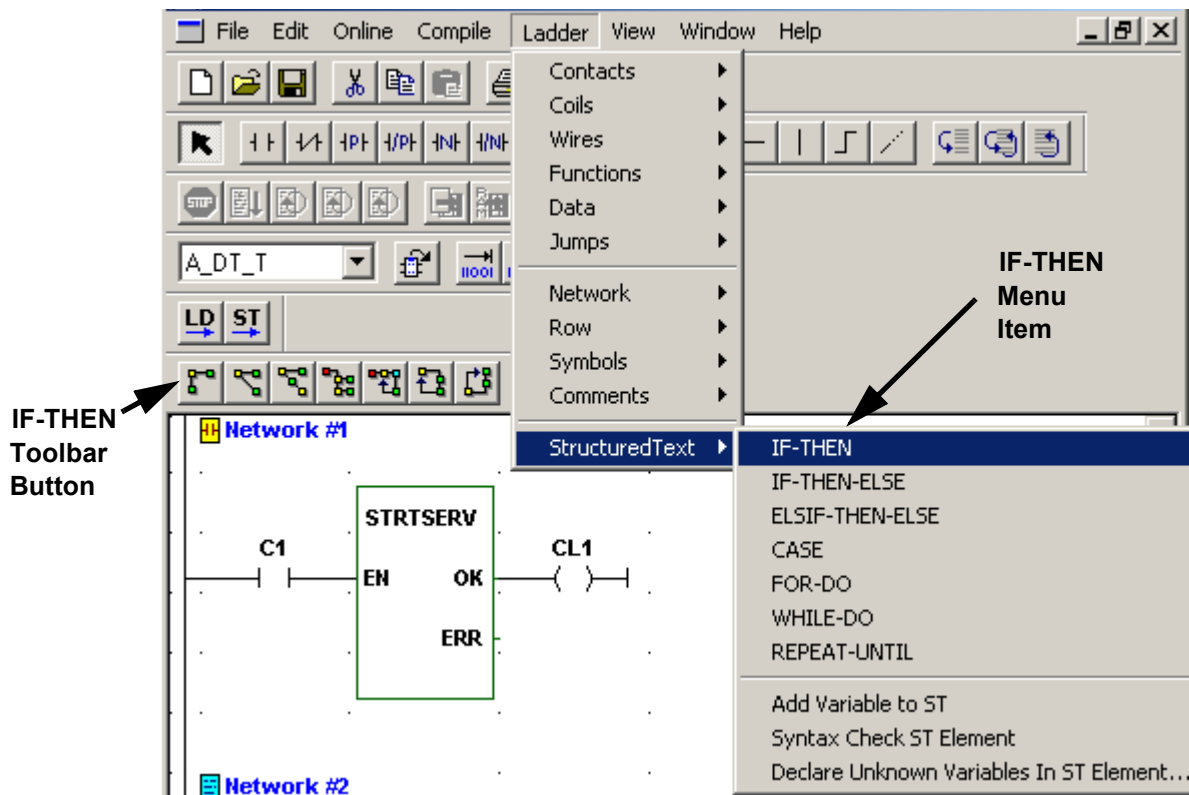 File Edit Online Compile Ladder View Window Help
Contacts
Coils
Wires
Functions
Data
Jumps
Network
Row
Symbols
Comments
StructuredText
P
/P
N
/N
STOP
A_DT_T
11001
LD ST
IF-THEN
Menu
Item
IF-THEN
Toolbar
Button
Network #1
STRTSERV
C1
CL1
EN OK
ERR
Network #2
IF-THEN
IF-THEN-ELSE
ELSIF-THEN-ELSE
CASE
FOR-DO
WHILE-DO
REPEAT-UNTIL
Add Variable to ST
Syntax Check ST Element
Declare Unknown Variables In ST Element...